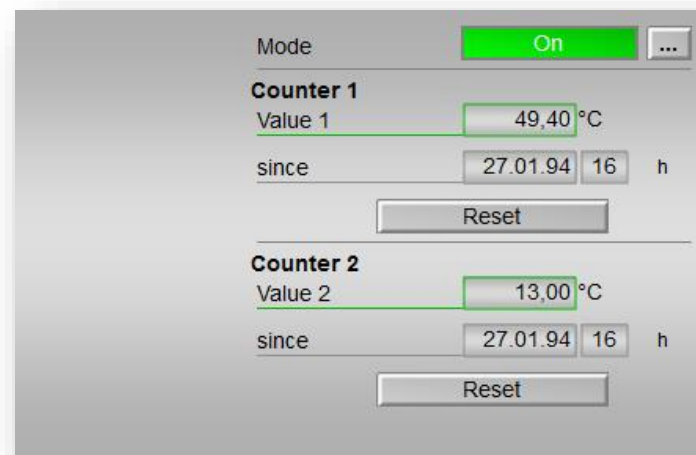 Mode On ...
Counter 1
Value 1 49,40 °C
since 27.01.94 16 h
Reset
Counter 2
Value 2 13,00 °C
since 27.01.94 16 h
Reset